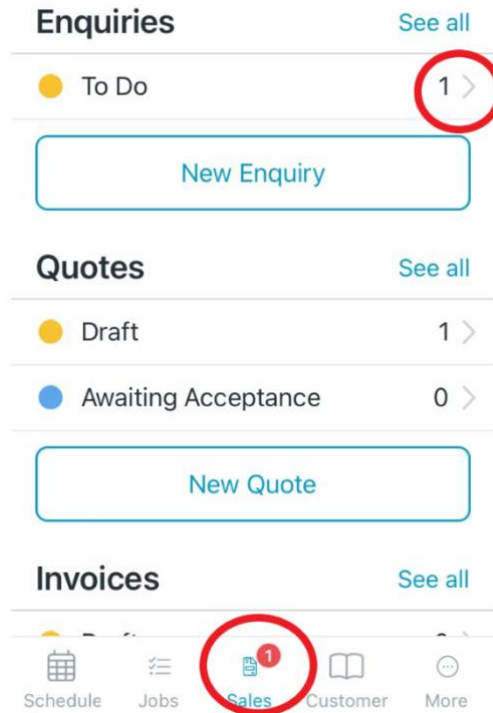 Enquiries See all
To Do 1
New Enquiry
Quotes See all
Draft 1
Awaiting Acceptance 0
New Quote
Invoices See all
1
Schedule Jobs Sales Customer More